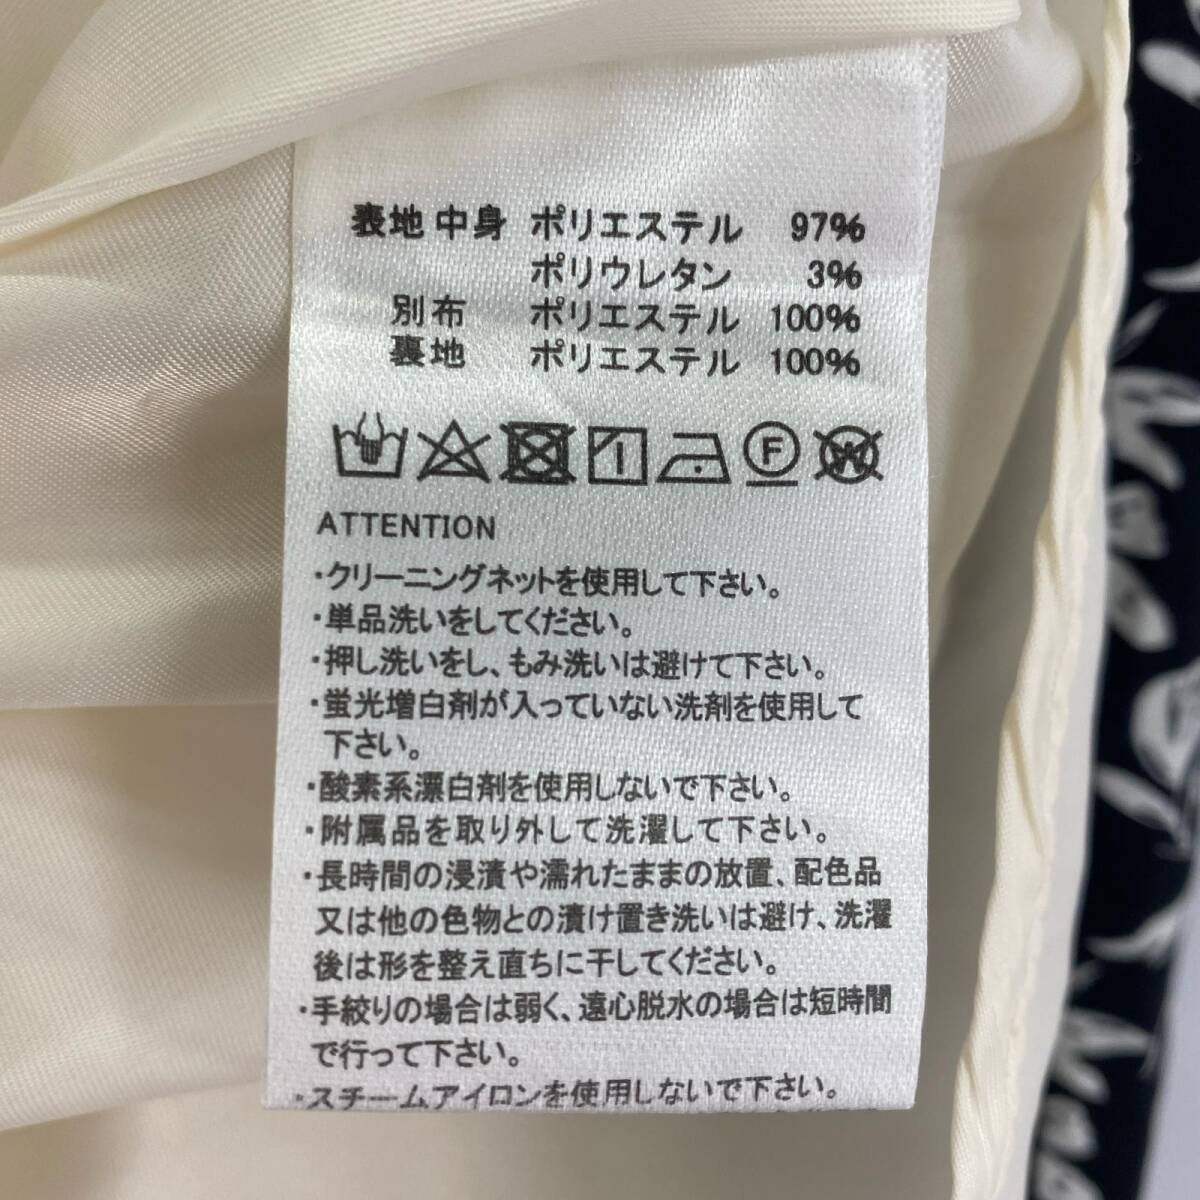 表地 中身 ポリエステル 97%
ポリウレタン 3%
別布 ポリエステル 100%
裏地 ポリエステル 100%
F W
ATTENTION
・クリーニングネットを使用して下さい。
・単品洗いをしてください。
・押し洗いをし、もみ洗いは避けて下さい。
・蛍光増白剤が入っていない洗剤を使用して
下さい。
・酸素系漂白剤を使用しないで下さい。
・附属品を取り外して洗濯して下さい。
・長時間の浸漬や濡れたままの放置、配色品
又は他の色物との漬け置き洗いは避け、洗濯
後は形を整え直ちに干してください。
・手絞りの場合は弱く、遠心脱水の場合は短時間
で行って下さい。
・スチームアイロンを使用しないで下さい。